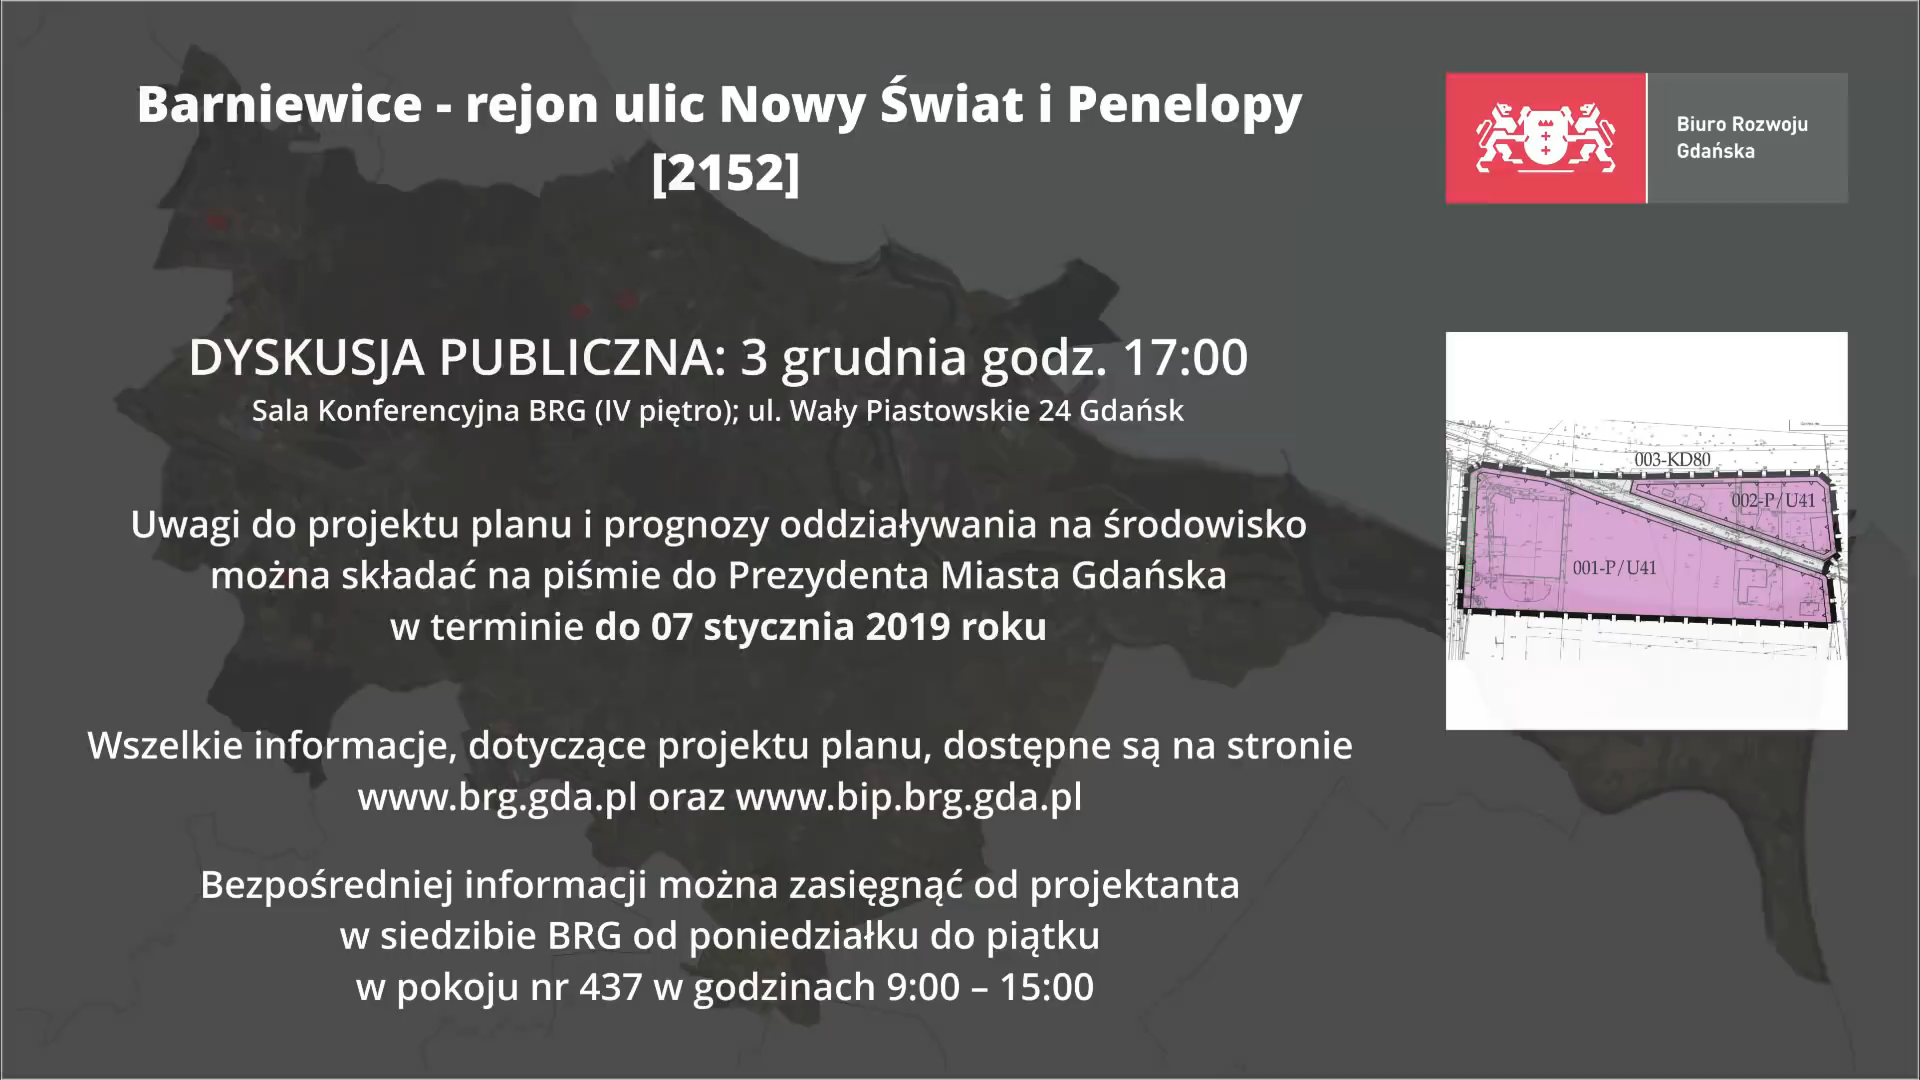 Barniewice - rejon ulic Nowy Świat i Penelopy
[2152]
Biuro Rozwoju
Gdańska
DYSKUSJA PUBLICZNA: 3 grudnia godz. 17:00
Sala Konferencyjna BRG (IV piętro); ul. Wały Piastowskie 24 Gdańsk
003-KD80
002-P/U41
001-P/U41
Uwagi do projektu planu i prognozy oddziaływania na środowisko
można składać na piśmie do Prezydenta Miasta Gdańska
w terminie do 07 stycznia 2019 roku
Wszelkie informacje, dotyczące projektu planu, dostępne są na stronie
www.brg.gda.pl oraz www.bip.brg.gda.pl
Bezpośredniej informacji można zasięgnąć od projektanta
w siedzibie BRG od poniedziałku do piątku
w pokoju nr 437 w godzinach 9:00 – 15:00